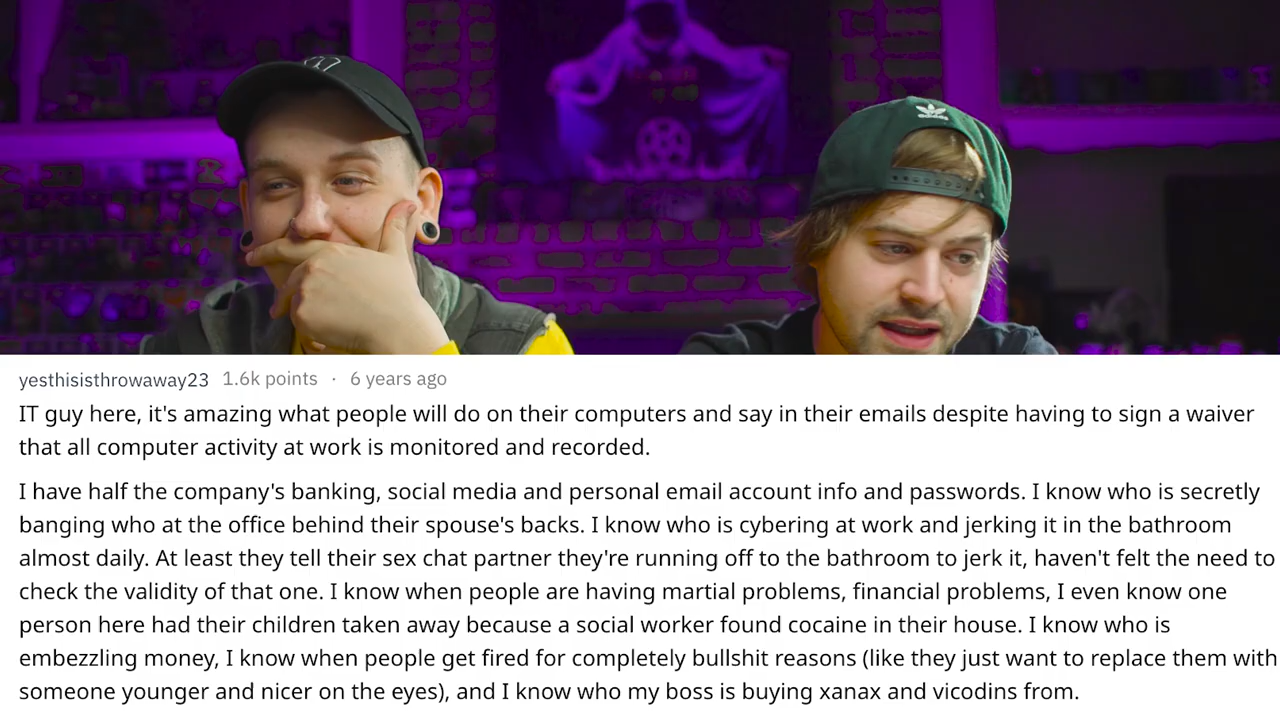 adidas
yesthisisthrowaway23 1.6k points · 6 years ago
IT guy here, it's amazing what people will do on their computers and say in their emails despite having to sign a waiver
that all computer activity at work is monitored and recorded.
I have half the company's banking, social media and personal email account info and passwords. I know who is secretly
banging who at the office behind their spouse's backs. I know who is cybering at work and jerking it in the bathroom
almost daily. At least they tell their sex chat partner they're running off to the bathroom to jerk it, haven't felt the need to
check the validity of that one. I know when people are having martial problems, financial problems, I even know one
person here had their children taken away because a social worker found cocaine in their house. I know who is
embezzling money, I know when people get fired for completely bullshit reasons (like they just want to replace them with
someone younger and nicer on the eyes), and I know who my boss is buying xanax and vicodins from.